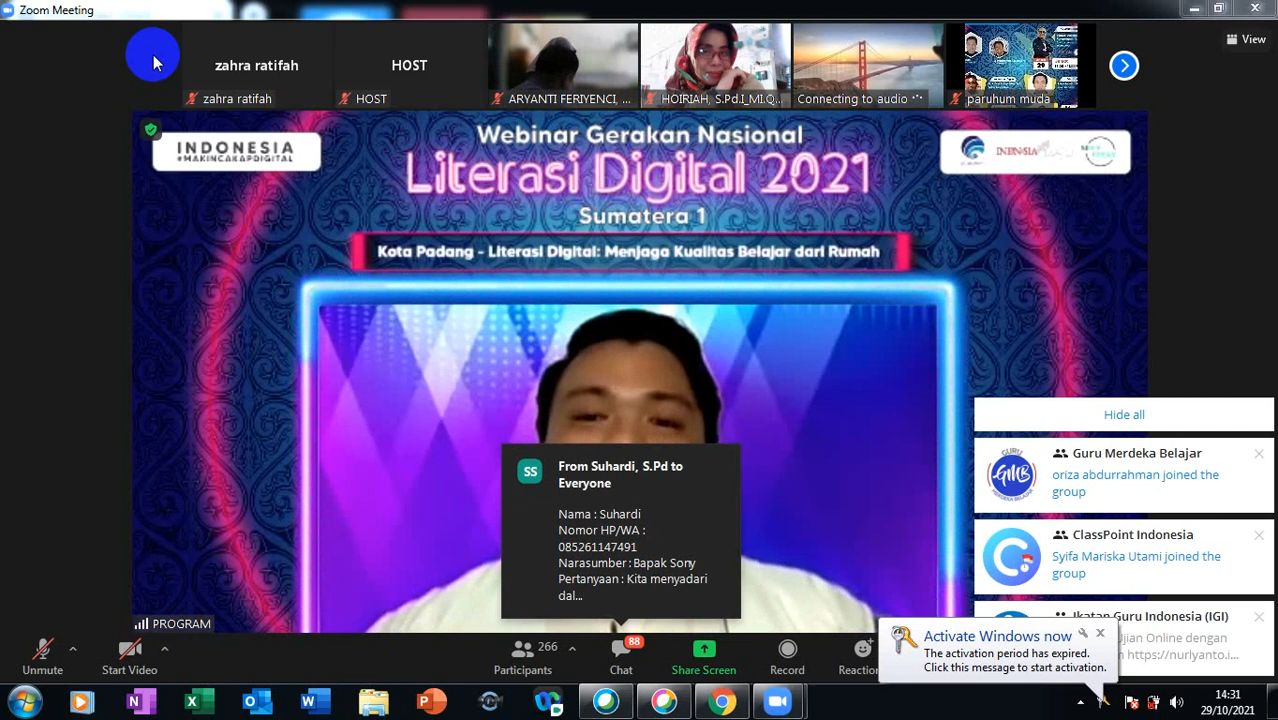 Zoom Meeting
zahra ratifah
HOST
View
zahra ratifah
HOST
ARYANTI FERIYENCI, ...
HOIRIAH, S.Pd.I_MI.Q...
Connecting to audio
paruhum muda
INDONESIA
#MAKINCAKAPDIGITAL
Webinar Gerakan Nasional
Literasi Digital 2021
Sumatera 1
Kota Padang - Literasi Digital: Menjaga Kualitas Belajar dari Rumah
Hide all
Guru Merdeka Belajar
oriza abdurrahman joined the
group
GMB
ClassPoint Indonesia
Syifa Mariska Utami joined the
group
Ikatan Guru Indonesia (IGI)
Ujian Online dengan
https://nurlyanto.i...
SS
From Suhardi, S.Pd to
Everyone
Nama : Suhardi
Nomor HP/WA :
085261147491
Narasumber : Bapak Sony
Pertanyaan : Kita menyadari
dal...
PROGRAM
Activate Windows now
The activation period has expired.
Click this message to start activation.
Unmute
Start Video
266
Participants
88
Chat
Share Screen
Record
Reaction
14:31
29/10/2021